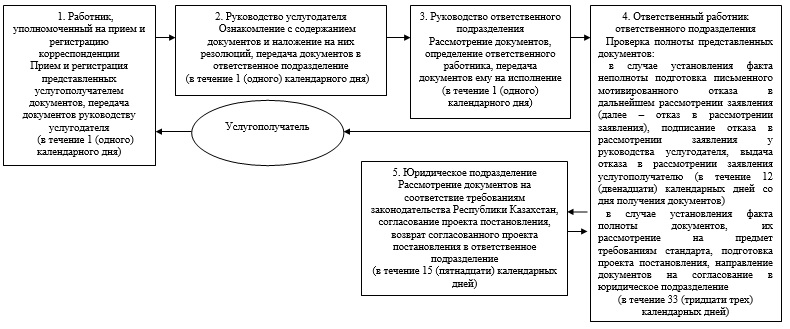 1. Работник,
уполномоченный на прием и
регистрацию
корреспонденции
Прием и регистрация
представленных
услугополучателем
документов, передача
документов руководству
услугодателя
(в течение 1 (одного)
календарного дня)
2. Руководство услугодателя
Ознакомление с содержанием
документов и наложение на них
резолюций, передача документов в
ответственное подразделение
(в течение 1 (одного) календарного дня)
3. Руководство ответственного
подразделения
Рассмотрение документов,
определение ответственного
работника, передача
документов ему на исполнение
(в течение 1 (одного)
календарного дня)
4. Ответственный работник
ответственного подразделения
Проверка полноты представленных
документов:
в случае установления факта
неполноты подготовка письменного
мотивированного отказа в
дальнейшем рассмотрении заявления
(далее – отказ в рассмотрении
заявления), подписание отказа в
рассмотрении заявления у
руководства услугодателя, выдача
отказа в рассмотрении заявления
услугополучателю (в течение 12
(двенадцати) календарных дней со
дня получения документов)
в случае установления факта
полноты документов, их
рассмотрение на предмет
требованиям стандарта, подготовка
проекта постановления, направление
документов на согласование в
юридическое подразделение
(в течение 33 (тридцати трех)
календарных дней)
Услугополучатель
5. Юридическое подразделение
Рассмотрение документов на
соответствие требованиям
законодательства Республики Казахстан,
согласование проекта постановления,
возврат согласованного проекта
постановления в ответственное
подразделение
(в течение 15 (пятнадцати) календарных
дней)